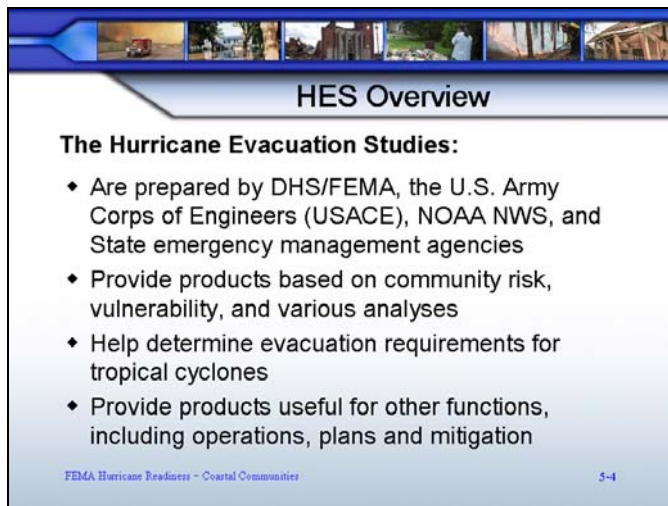 HES Overview
The Hurricane Evacuation Studies:
◆ Are prepared by DHS/FEMA, the U.S. Army
Corps of Engineers (USACE), NOAA NWS, and
State emergency management agencies
◆ Provide products based on community risk,
vulnerability, and various analyses
◆ Help determine evacuation requirements for
tropical cyclones
◆ Provide products useful for other functions,
including operations, plans and mitigation
FEMA Hurricane Readiness - Coastal Communities 5-4